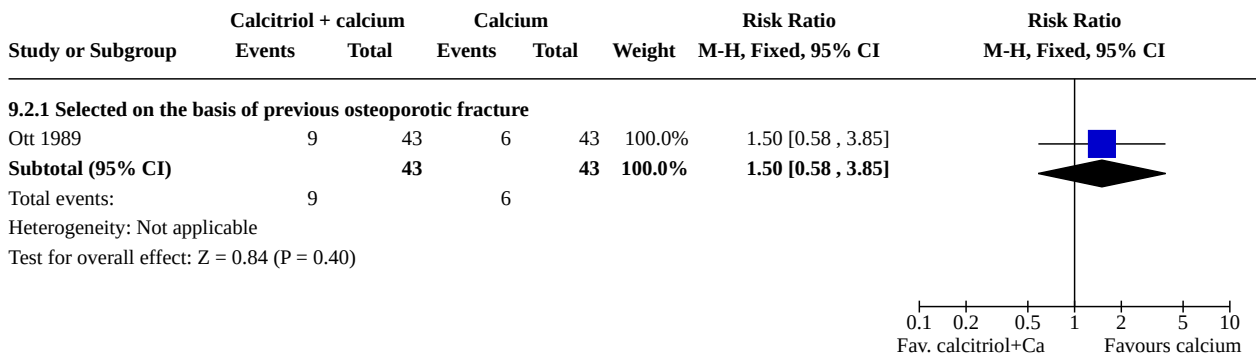 Calcitriol + calcium Calcium Risk Ratio Risk Ratio
Study or Subgroup Events Total Events Total Weight M-H, Fixed, 95% CI M-H, Fixed, 95% CI
9.2.1 Selected on the basis of previous osteoporotic fracture
Ott 1989 9 43 6 43 100.0% 1.50 [0.58 , 3.85]
Subtotal (95% CI) 43 43 100.0% 1.50 [0.58 , 3.85]
Total events: 9 6
Heterogeneity: Not applicable
Test for overall effect: Z = 0.84 (P = 0.40)
0.1 0.2 0.5 1 2 5 10
Fav. calcitriol+Ca Favours calcium